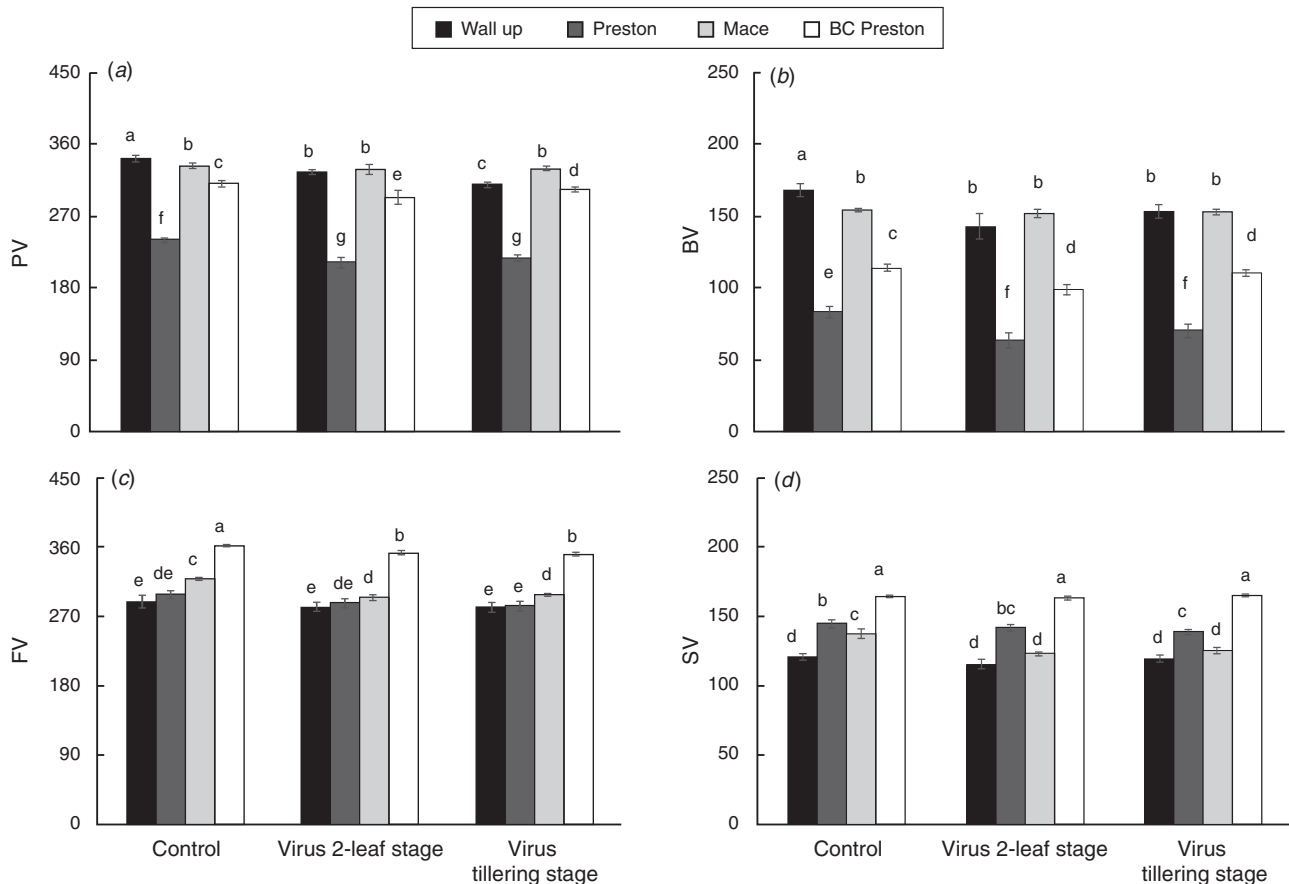 Wall up Preston Mace BC Preston
(a)
450
360
270
180
90
0
PV
a f b c
b g b e
c g b d
(b)
250
200
150
100
50
0
BV
a e b c
b f b d
b f b d
(c)
450
360
270
180
90
0
FV
e de c a
e de d b
e e d b
Control Virus 2-leaf stage Virus
tillering stage
(d)
250
200
150
100
50
0
SV
d b c a
d bc d a
d c d a
Control Virus 2-leaf stage Virus
tillering stage